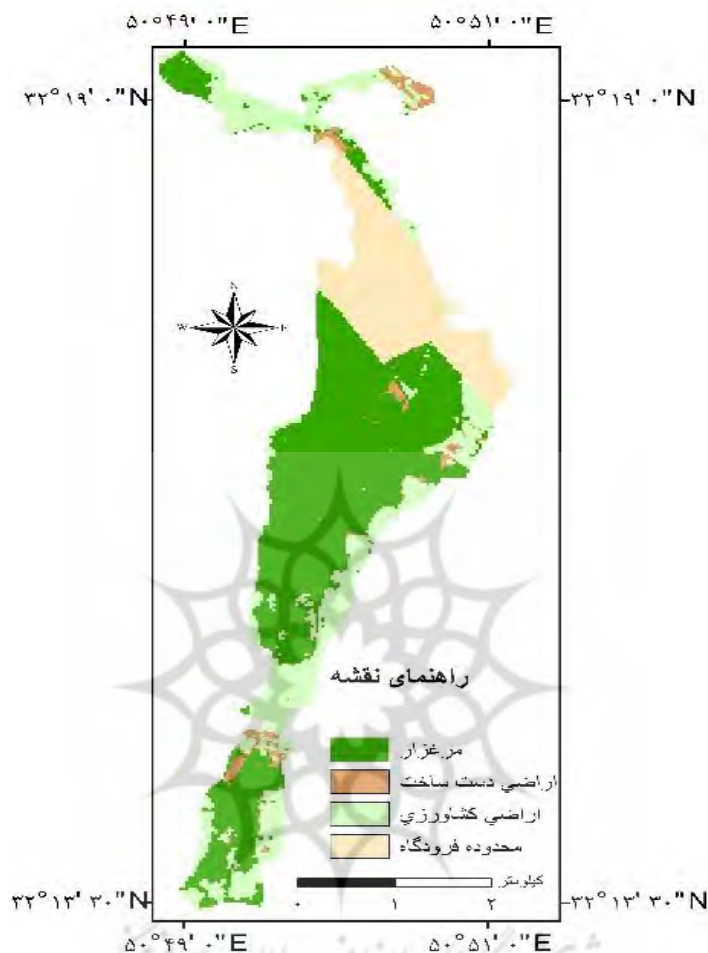 ۵۰°۴۹' ۰"E ۵۰°۵۱' ۰"E
۳۲°۱۹' ۰"N ۳۲°۱۹' ۰"N
N
W E
S
راهنمای نقشه
مرغزار
اراضي دست ساخت
اراضي كشاورزي
محدوده فرودگاه
كيلومتر
۰ ۱ ۲
۳۲°۱۳' ۳۰"N ۳۲°۱۳' ۳۰"N
۵۰°۴۹' ۰"E ۵۰°۵۱' ۰"E